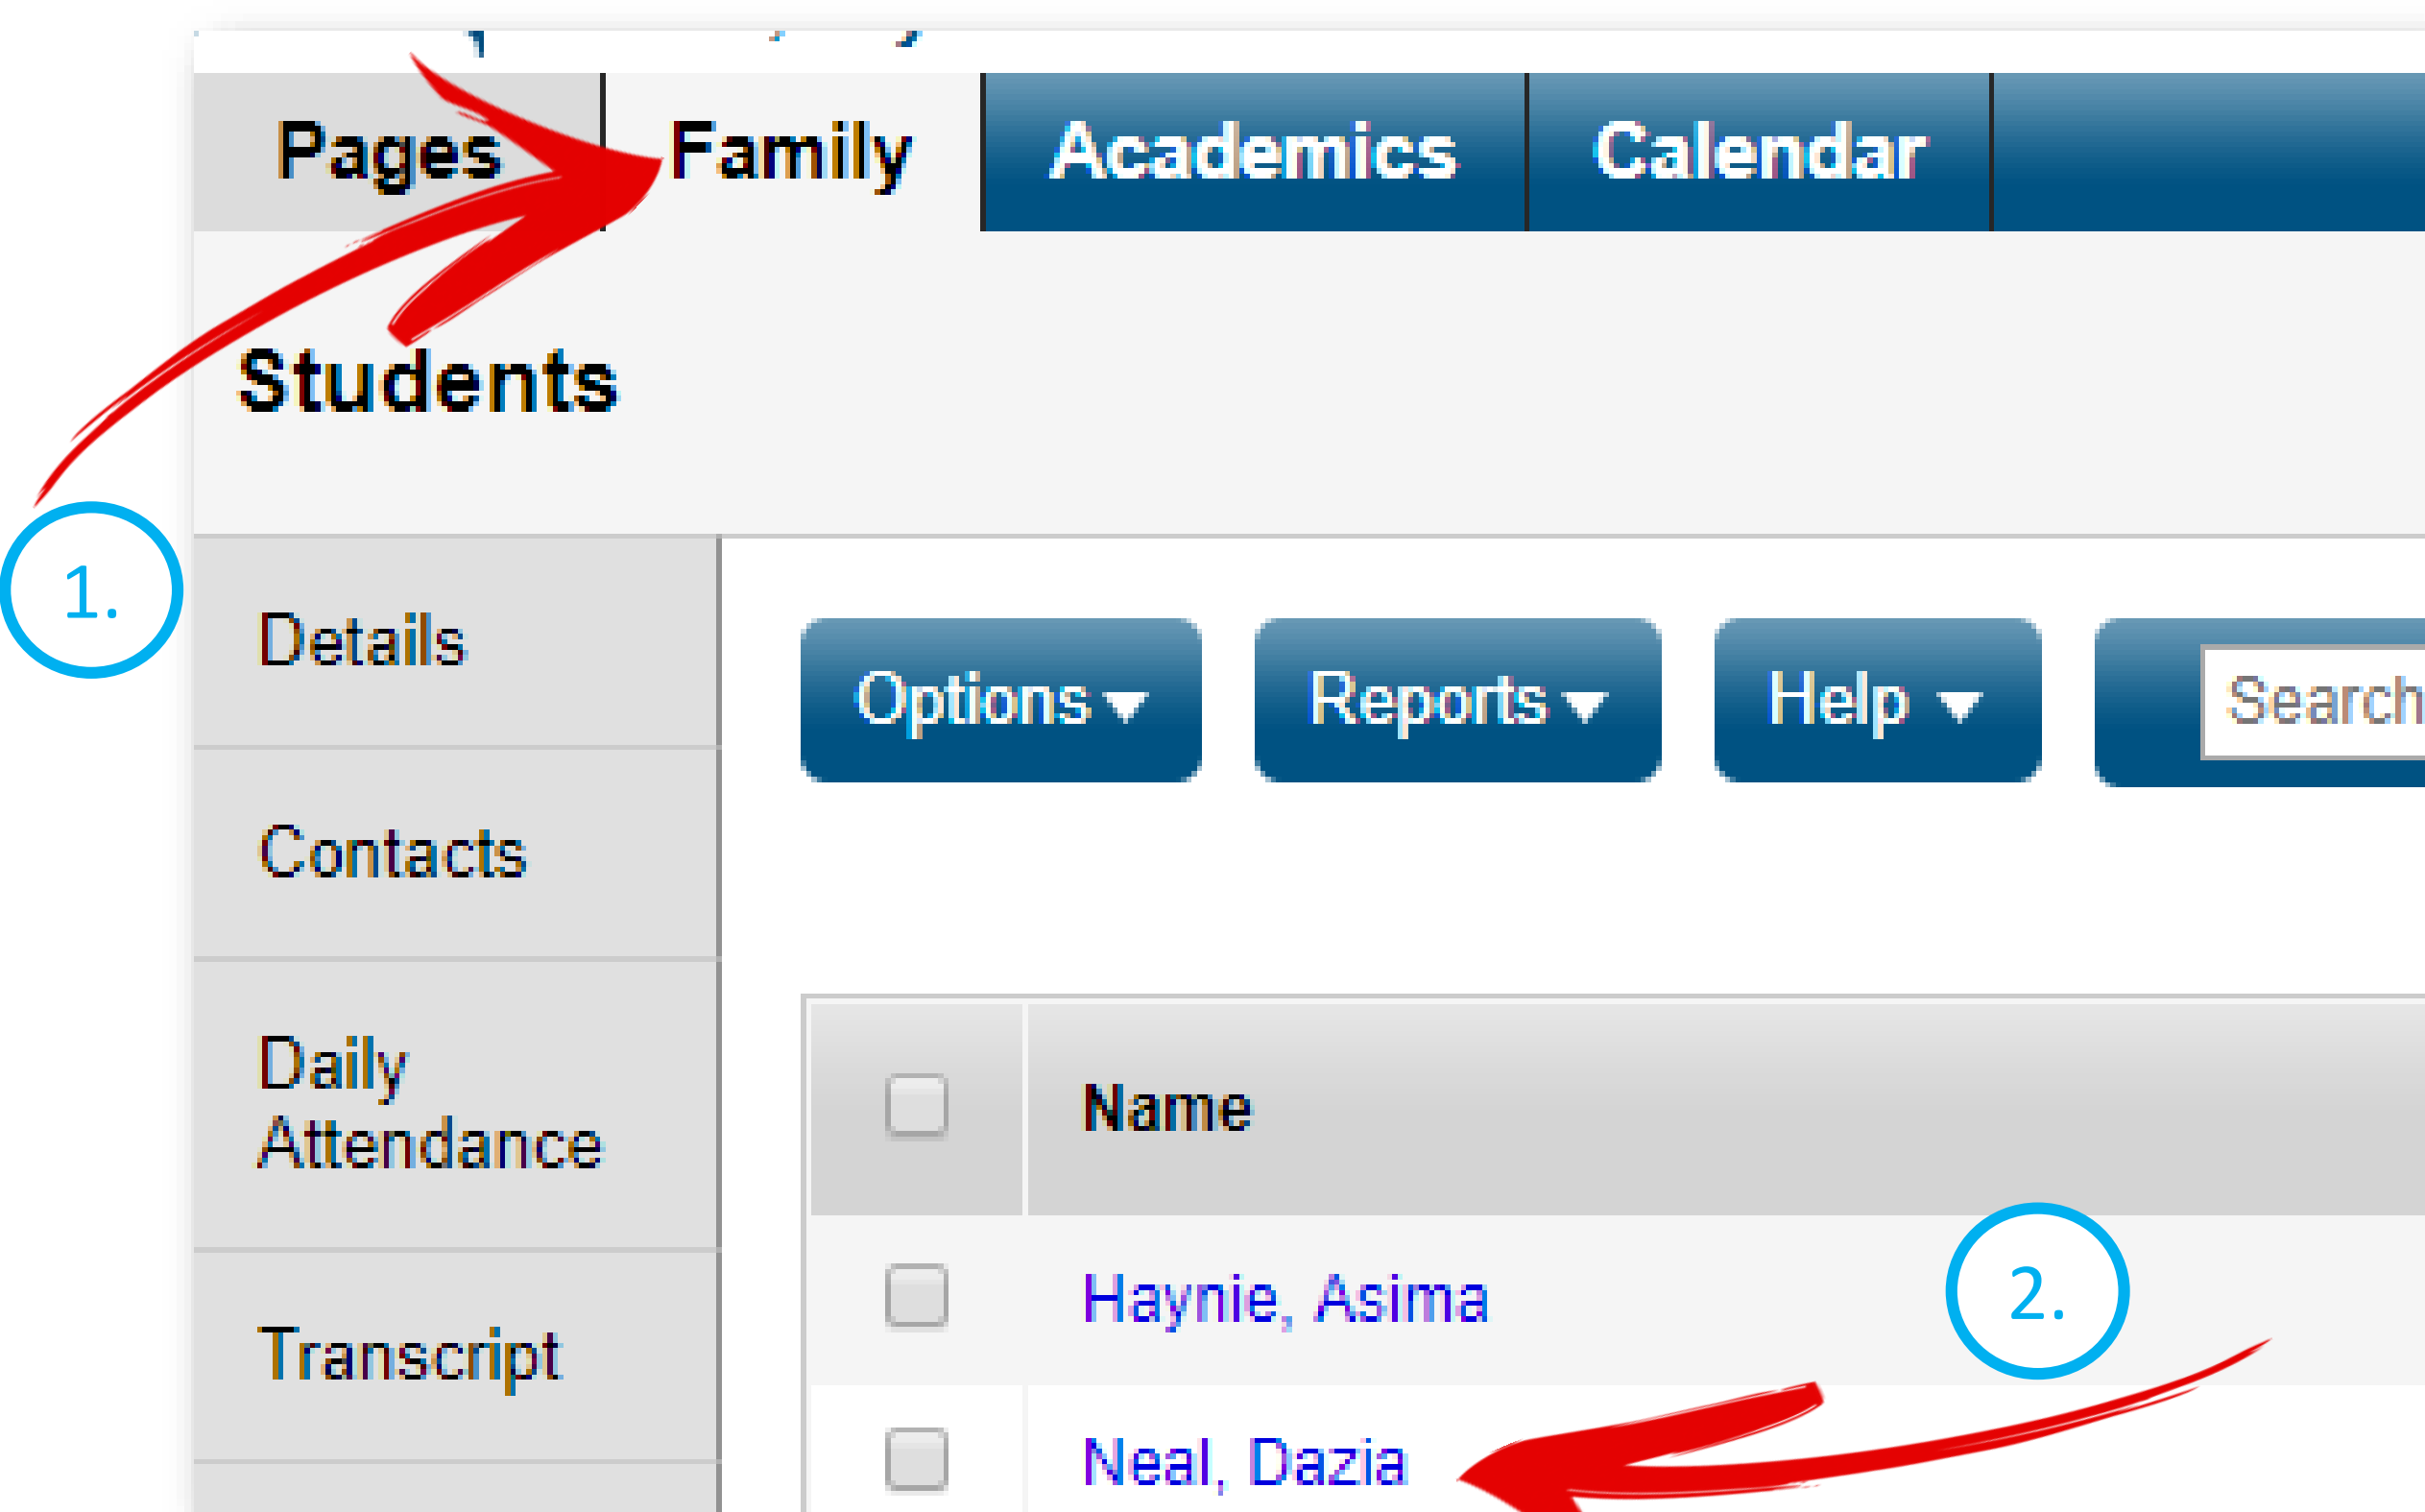 Pages Family Academics Calendar
Students
1.
Details
Options Reports Help Search
Contacts
Daily
Attendance
Name
Haynie, Asima
2.
Transcript
Neal, Dazia